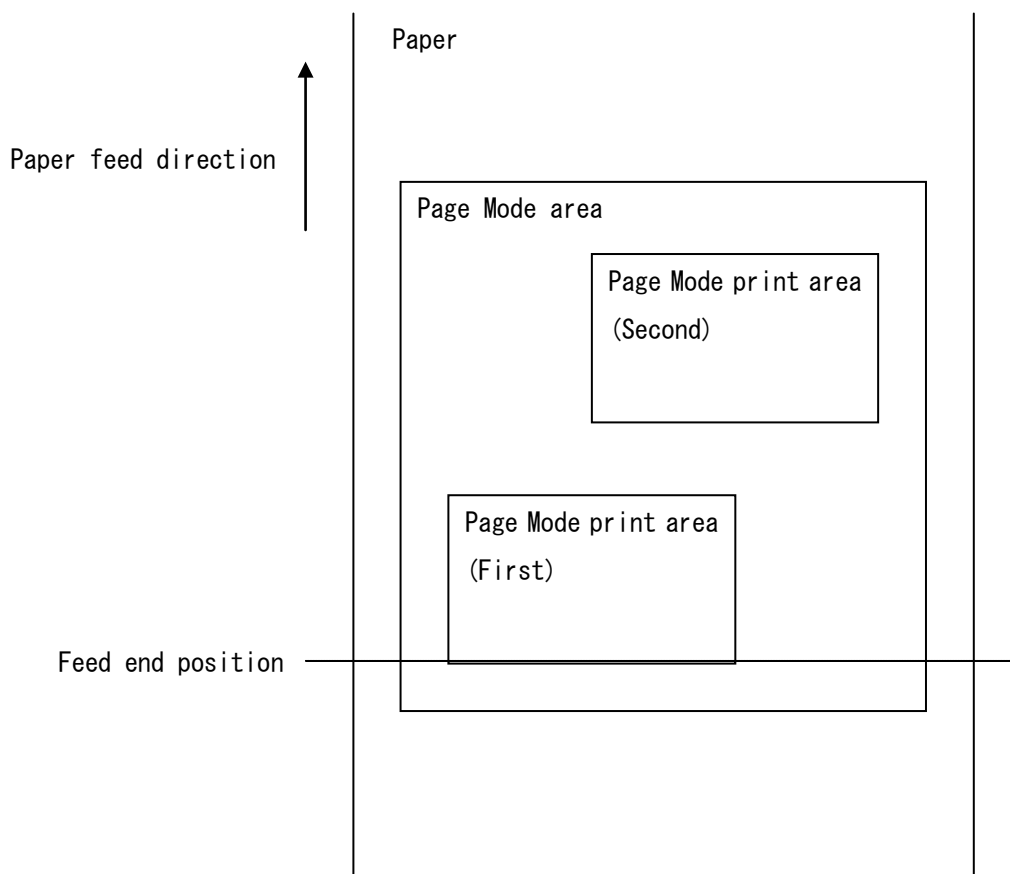 Paper
Paper feed direction
Page Mode area
Page Mode print area
(Second)
Page Mode print area
(First)
Feed end position